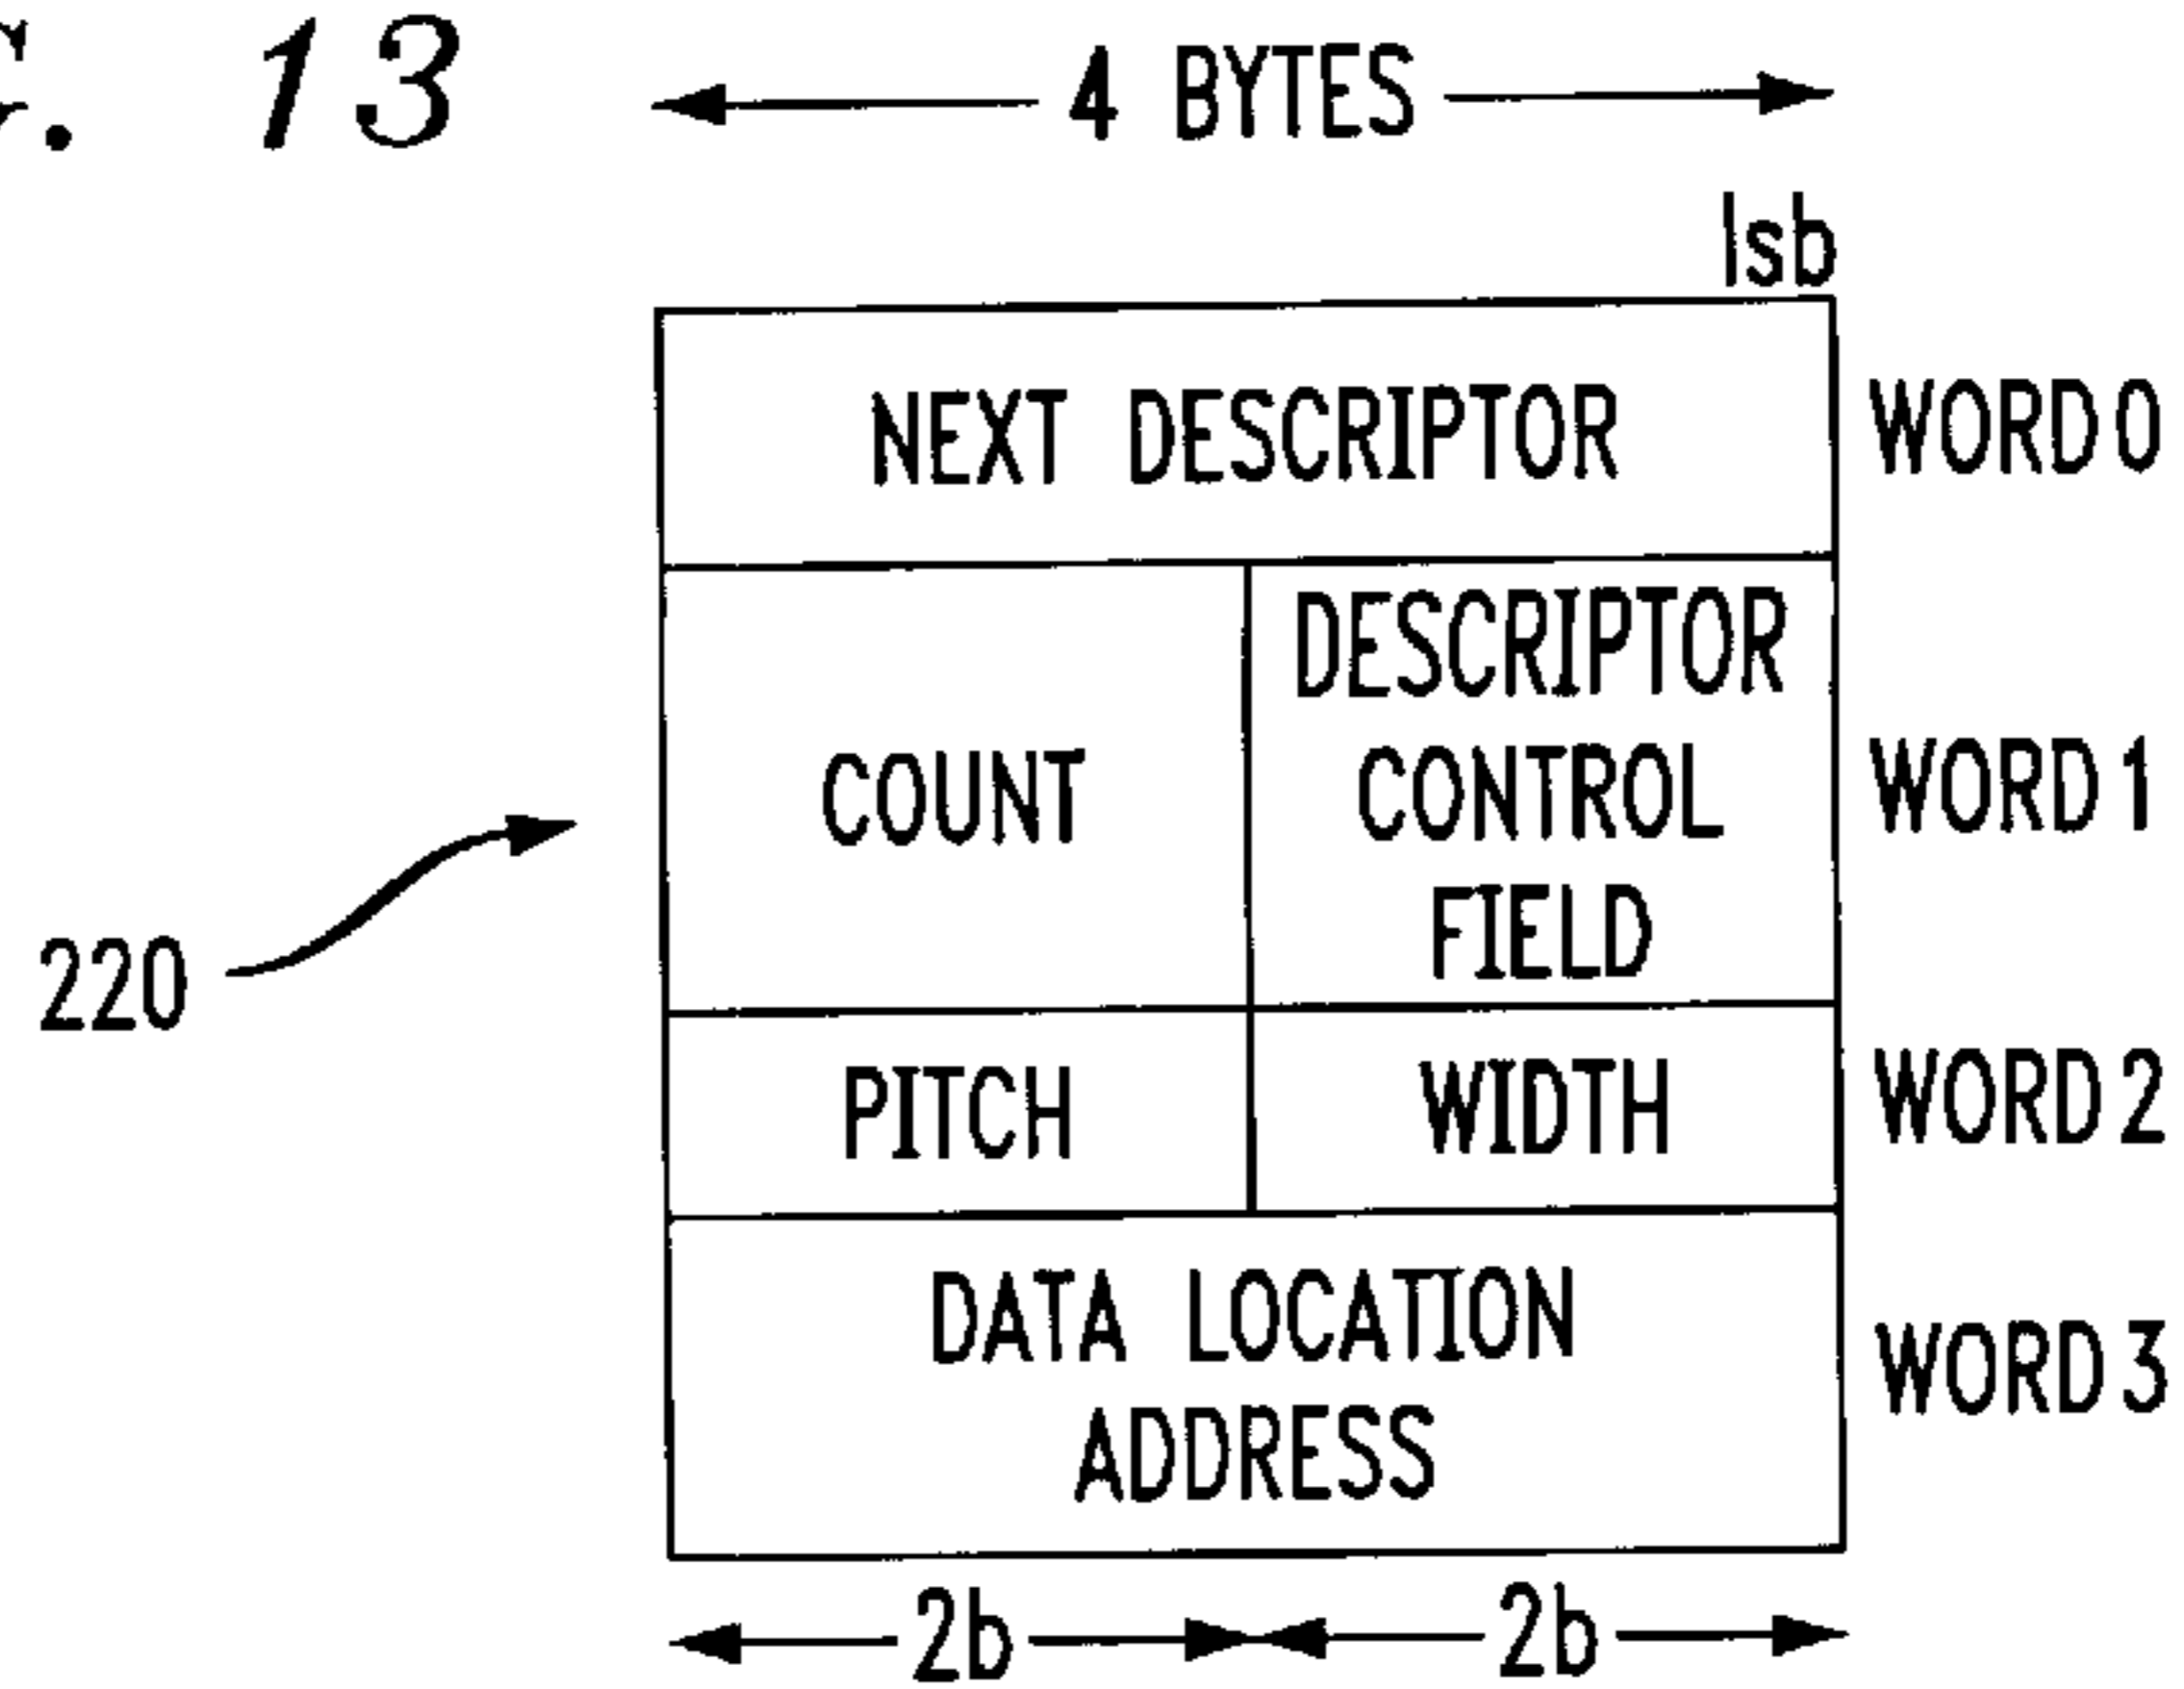 13
4 BYTES
lsb
NEXT DESCRIPTOR WORD 0
DESCRIPTOR
COUNT CONTROL WORD 1
FIELD
220
PITCH WIDTH WORD 2
DATA LOCATION
ADDRESS WORD 3
2b 2b